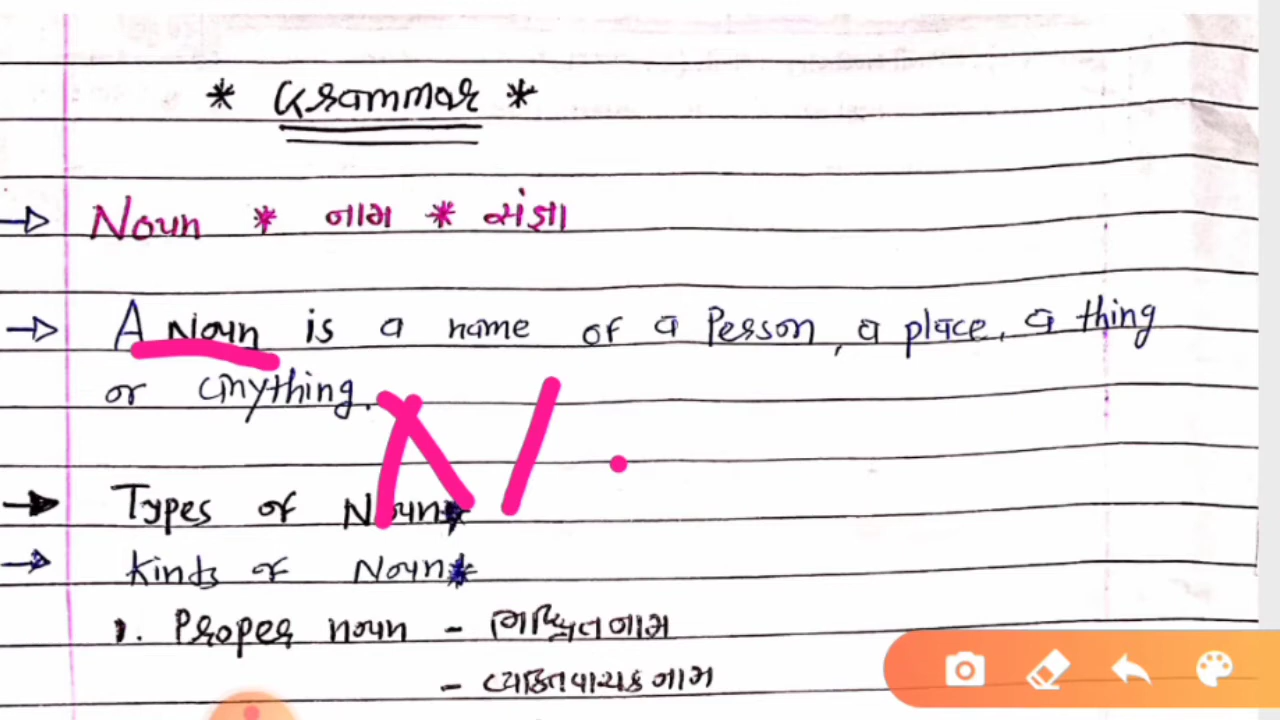 * Grammar *
Noun * નામ * સંજ્ઞા
A Noun is a name of a Person, a place, a thing
or anything.
Types of Noun*
Kinds of Noun*
1. Proper noun - નિશ્ચિત નામ
- વ્યક્તિવાચક નામ